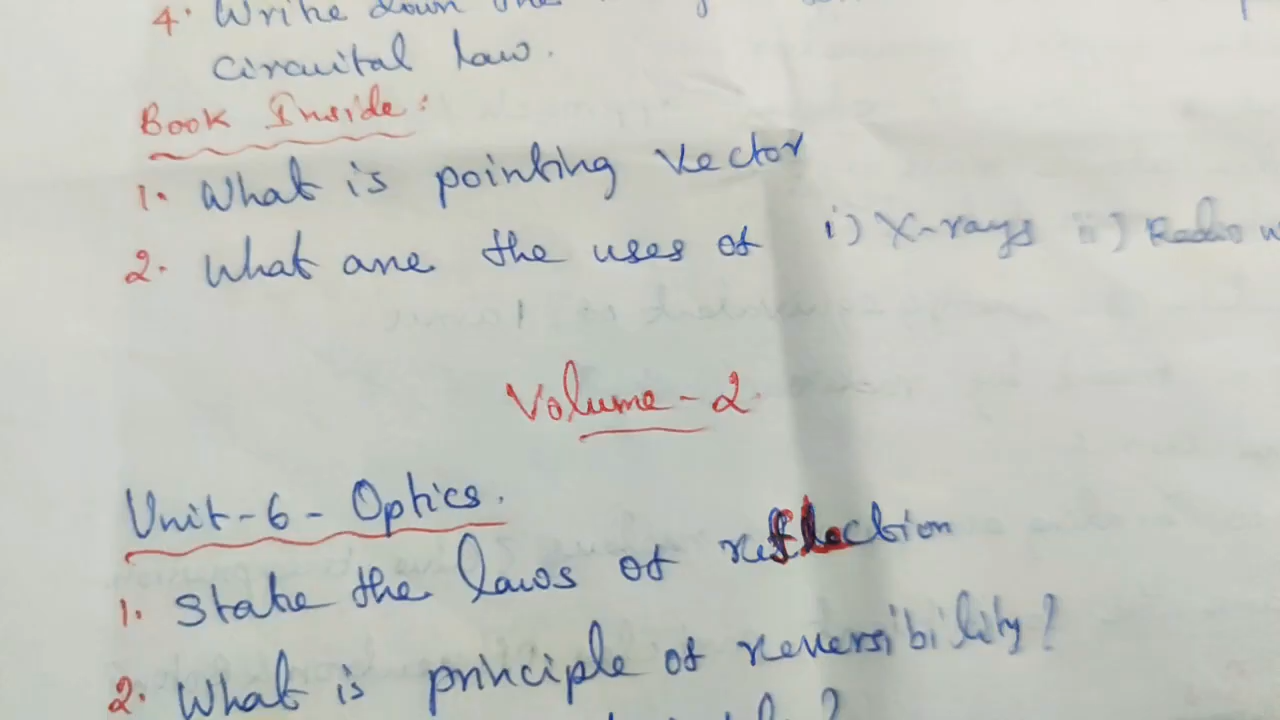 4. Write down the
circuital law.
Book Inside:
1. What is pointing vector
2. What are the uses of i) X-rays ii) Radio
Volume-2.
Unit-6-Optics.
1. State the laws of reflection
2. What is principle of reversibility?